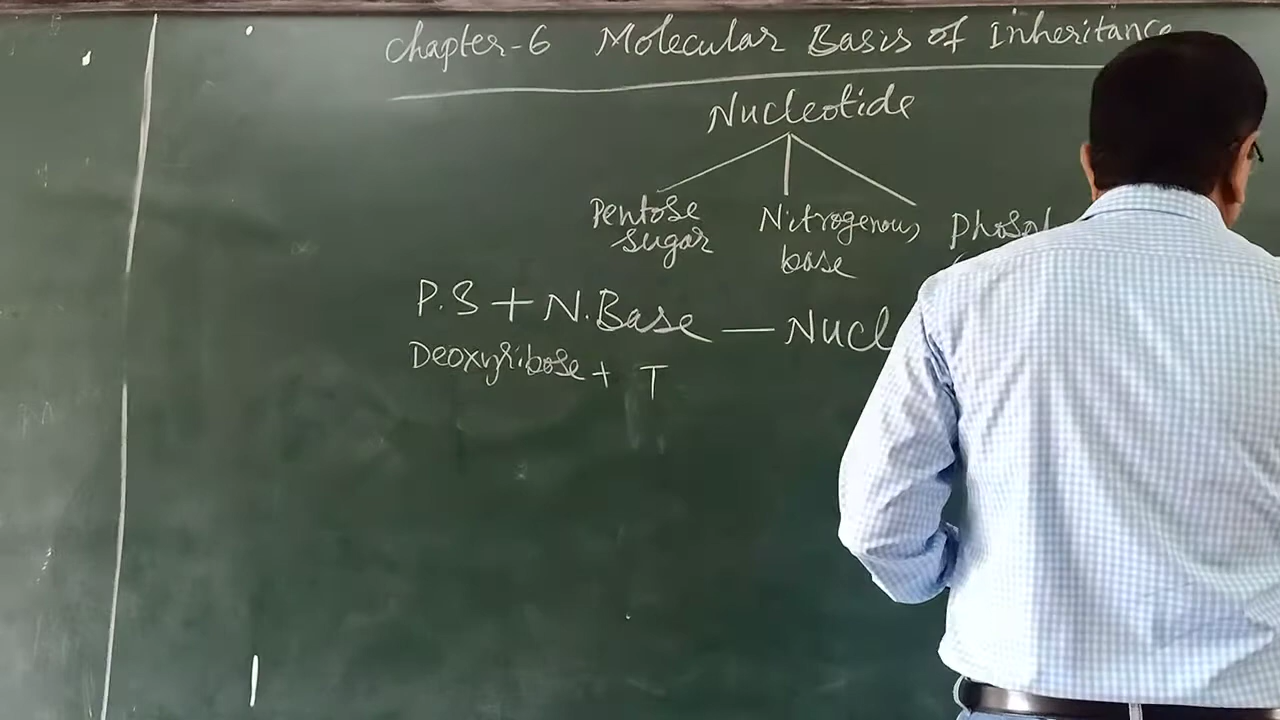 Chapter-6 Molecular Basis of Inheritance
Nucleotide
Pentose sugar
Nitrogenous base
P.S + N.Base — Nucl
Deoxyribose + T